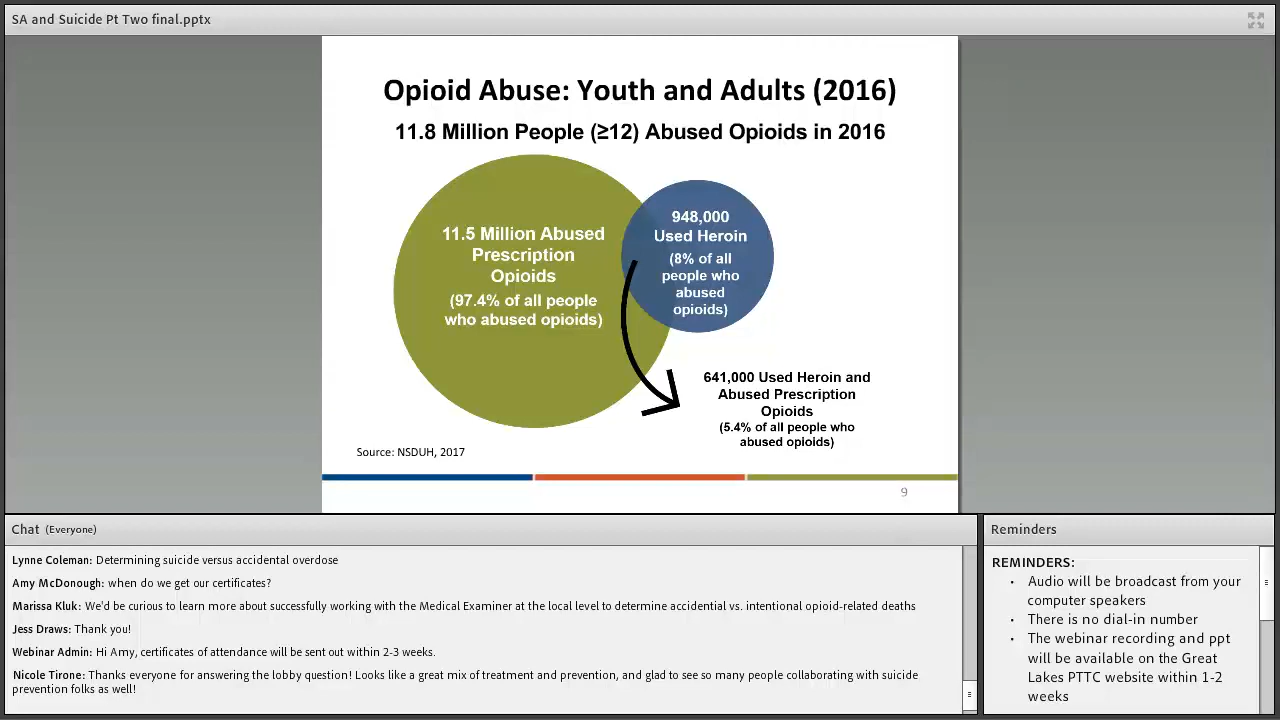 SA and Suicide Pt Two final.pptx
Opioid Abuse: Youth and Adults (2016)
11.8 Million People (≥12) Abused Opioids in 2016
11.5 Million Abused
Prescription
Opioids
(97.4% of all people
who abused opioids)
948,000
Used Heroin
(8% of all
people who
abused
opioids)
641,000 Used Heroin and
Abused Prescription
Opioids
(5.4% of all people who
abused opioids)
Source: NSDUH, 2017
9
Chat (Everyone)
Lynne Coleman: Determining suicide versus accidental overdose
Amy McDonough: when do we get our certificates?
Marissa Kluk: We'd be curious to learn more about successfully working with the Medical Examiner at the local level to determine accidential vs. intentional opioid-related deaths
Jess Draws: Thank you!
Webinar Admin: Hi Amy, certificates of attendance will be sent out within 2-3 weeks.
Nicole Tirone: Thanks everyone for answering the lobby question! Looks like a great mix of treatment and prevention, and glad to see so many people collaborating with suicide
prevention folks as well!
Reminders
REMINDERS:
• Audio will be broadcast from your
computer speakers
• There is no dial-in number
• The webinar recording and ppt
will be available on the Great
Lakes PTTC website within 1-2
weeks